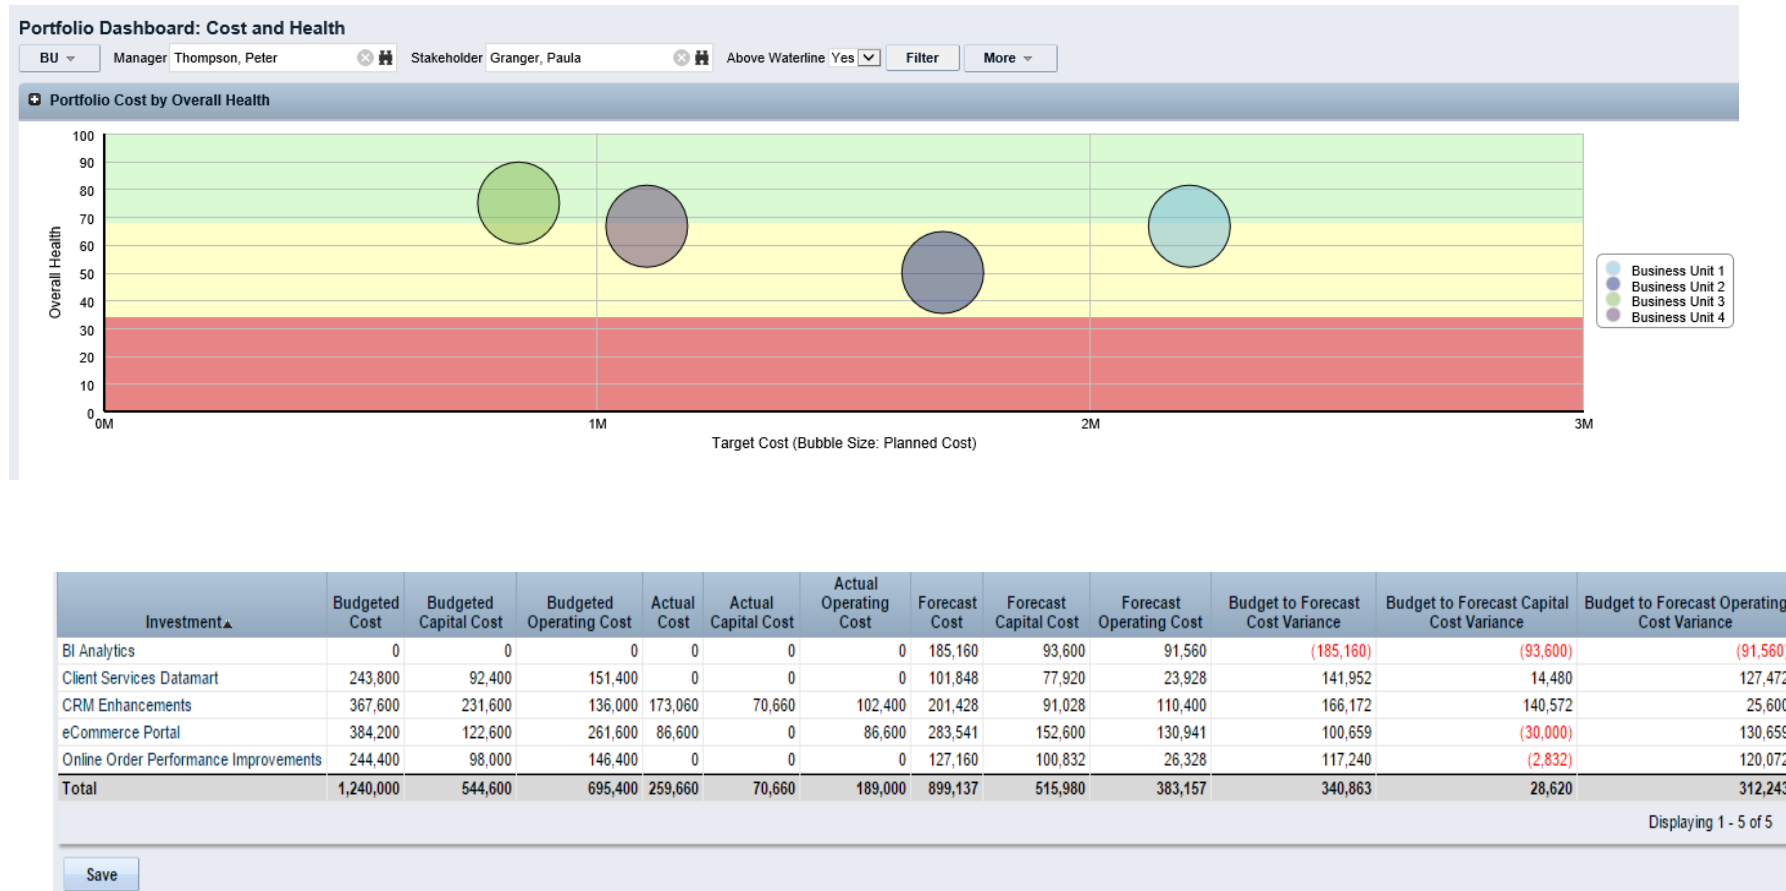 Portfolio Dashboard: Cost and Health
BU Manager Thompson, Peter Stakeholder Granger, Paula Above Waterline Yes Filter More
Portfolio Cost by Overall Health
100
90
80
70
60
50
40
30
20
10
0
Overall Health
0M 1M 2M 3M
Target Cost (Bubble Size: Planned Cost)
Business Unit 1
Business Unit 2
Business Unit 3
Business Unit 4
Investment Budgeted Cost Budgeted Capital Cost Budgeted Operating Cost Actual Cost Actual Capital Cost Actual Operating Cost Forecast Cost Forecast Capital Cost Forecast Operating Cost Budget to Forecast Cost Variance Budget to Forecast Capital Cost Variance Budget to Forecast Operating Cost Variance
BI Analytics 0 0 0 0 0 0 185,160 93,600 91,560 (185,160) (93,600) (91,560)
Client Services Datamart 243,800 92,400 151,400 0 0 0 101,848 77,920 23,928 141,952 14,480 127,472
CRM Enhancements 367,600 231,600 136,000 173,060 70,660 102,400 201,428 91,028 110,400 166,172 140,572 25,600
eCommerce Portal 384,200 122,600 261,600 86,600 0 86,600 283,541 152,600 130,941 100,659 (30,000) 130,659
Online Order Performance Improvements 244,400 98,000 146,400 0 0 0 127,160 100,832 26,328 117,240 (2,832) 120,072
Total 1,240,000 544,600 695,400 259,660 70,660 189,000 899,137 515,980 383,157 340,863 28,620 312,243
Displaying 1 - 5 of 5
Save